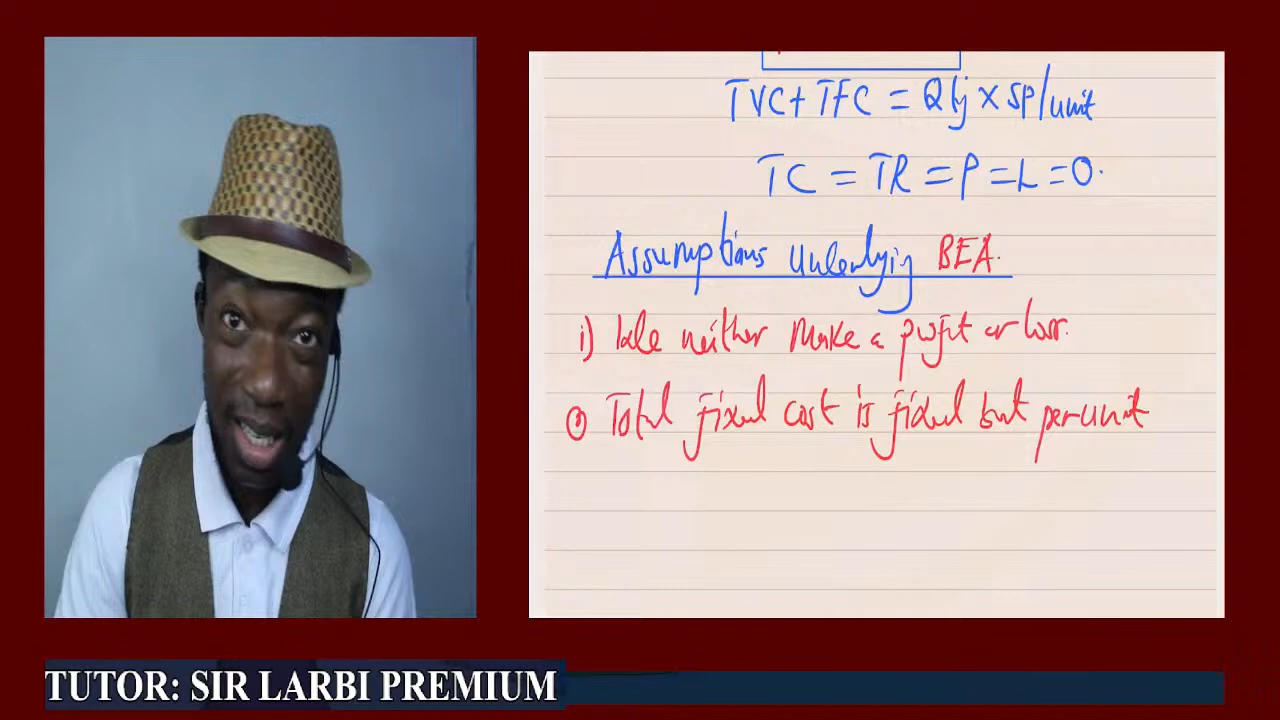 TVC + TFC = Qty × SP/unit
TC = TR = P = L = 0.
Assumptions Underlying BEA.
i) We neither make a profit or loss.
Total fixed cost is fixed but per unit
TUTOR: SIR LARBI PREMIUM